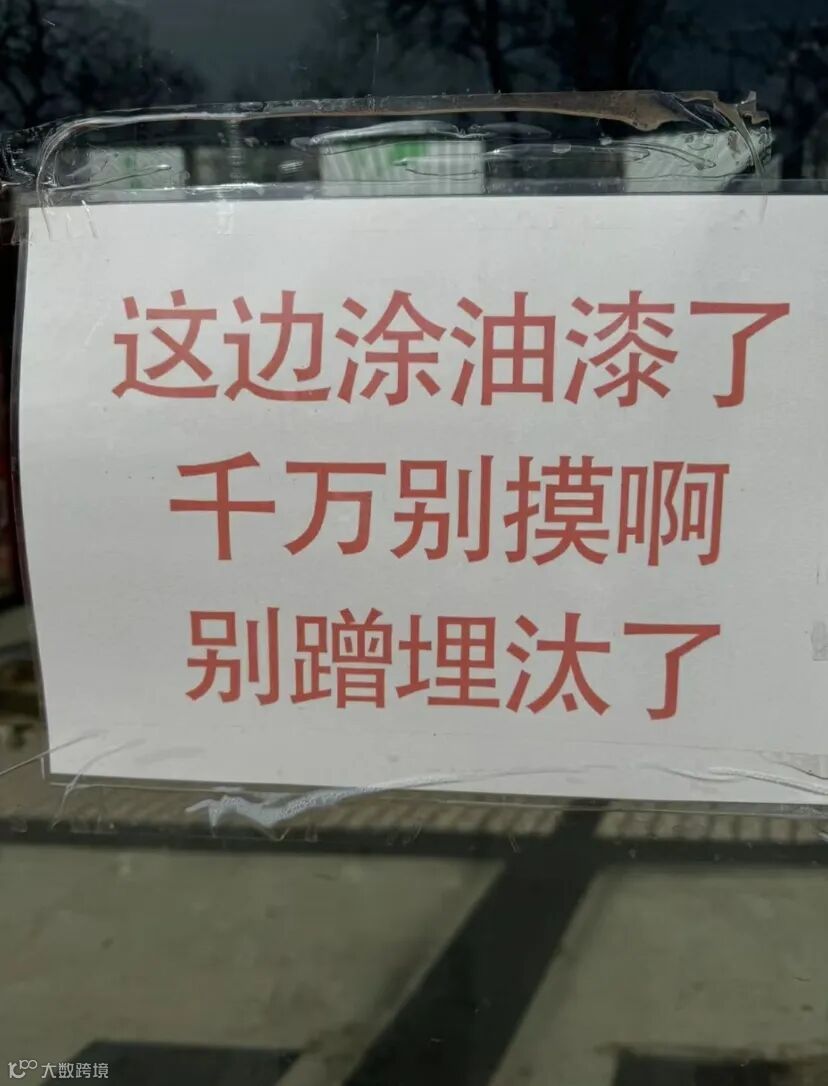 这边涂油漆了
千万别摸啊
别蹭埋汰了
大数跨境